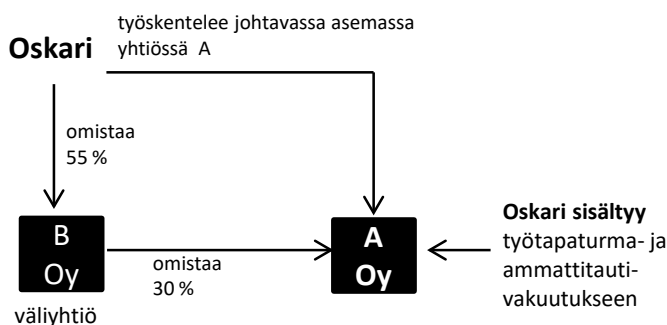 työskentelee johtavassa asemassa
yhtiössä A
Oskari
omistaa
55 %
B
Oy
väliyhtiö
omistaa
30 %
A
Oy
Oskari sisältyy
työtapaturma- ja
ammattitauti-
vakuutukseen